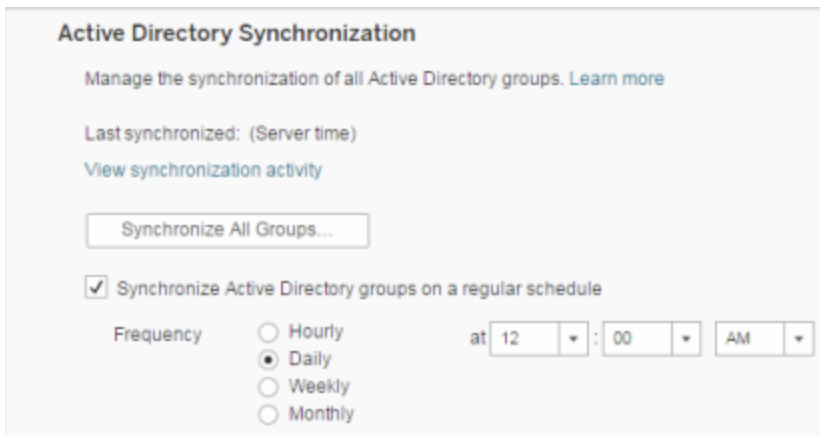 Active Directory Synchronization
Manage the synchronization of all Active Directory groups. Learn more
Last synchronized: (Server time)
View synchronization activity
Synchronize All Groups...
Synchronize Active Directory groups on a regular schedule
Frequency Hourly at 12 : 00 AM
Daily
Weekly
Monthly